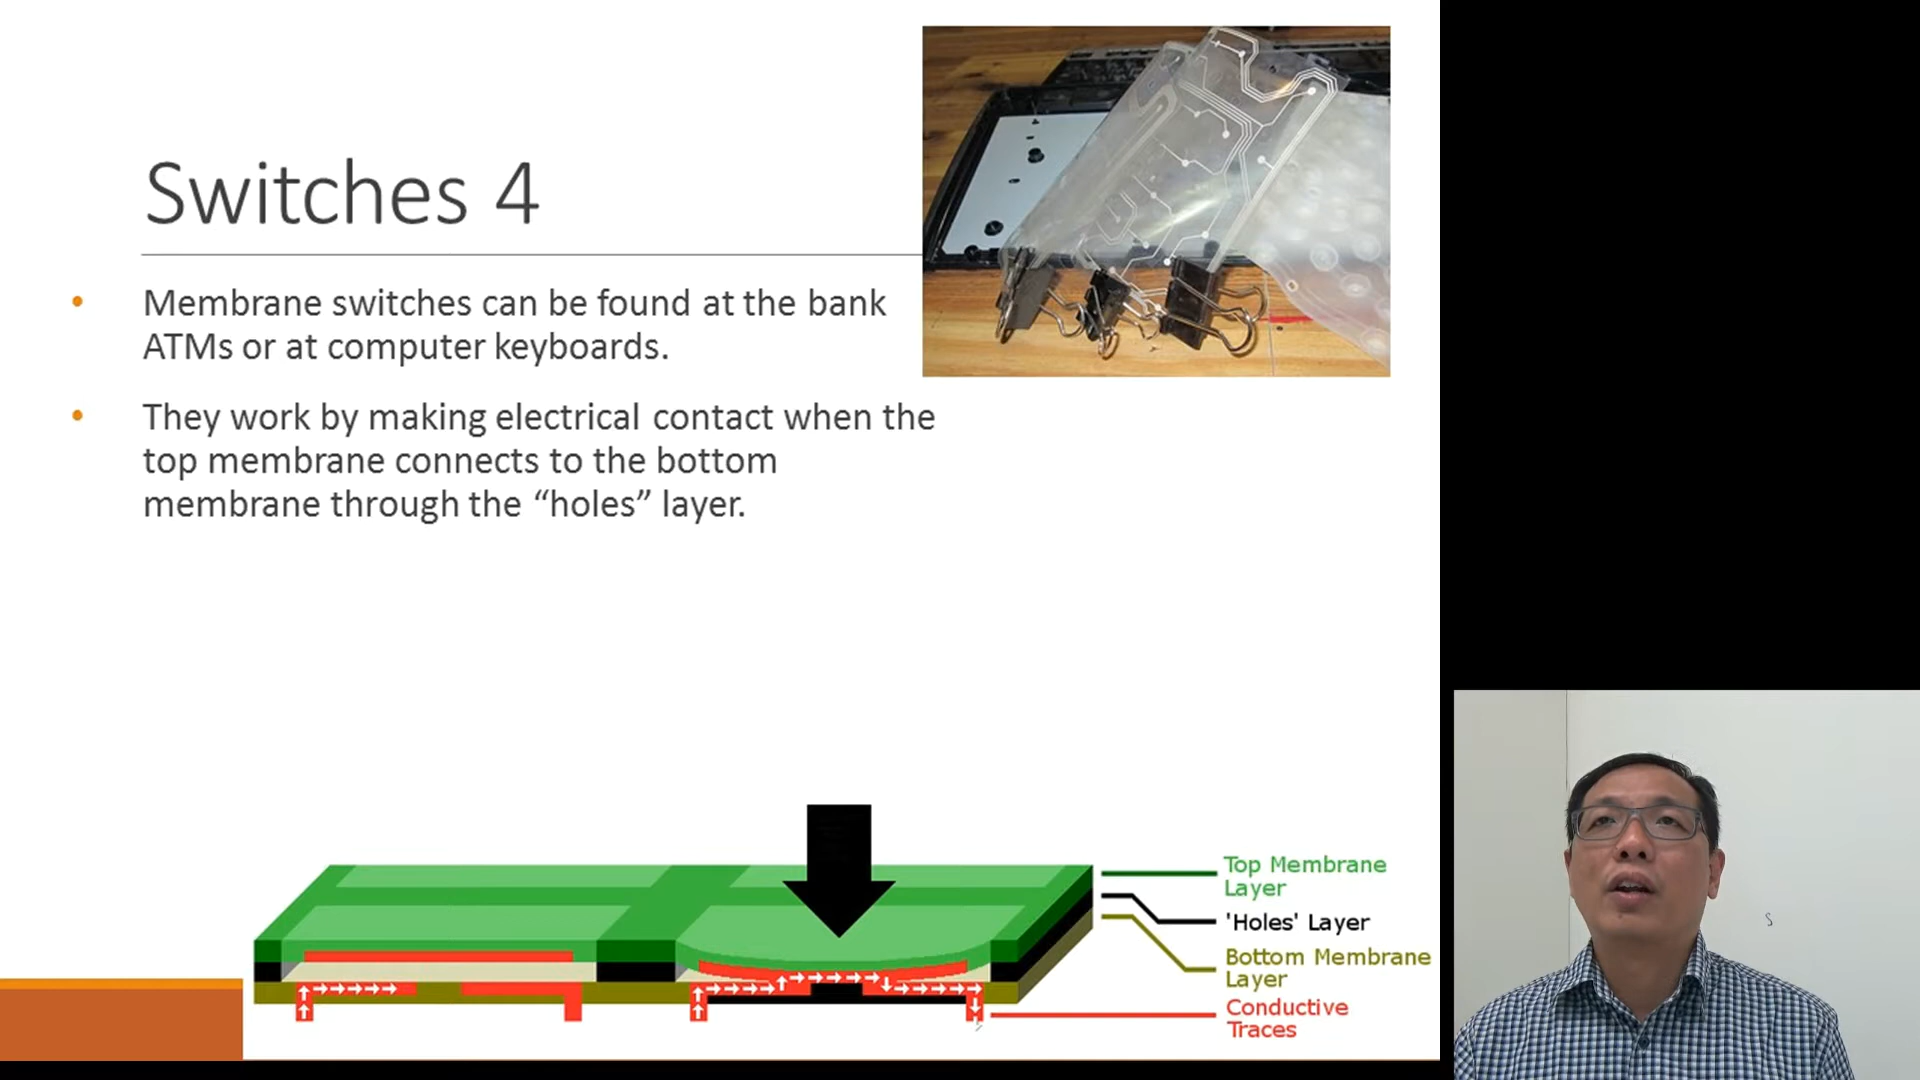 Switches 4
• Membrane switches can be found at the bank
ATMs or at computer keyboards.
• They work by making electrical contact when the
top membrane connects to the bottom
membrane through the “holes” layer.
Top Membrane
Layer
'Holes' Layer
Bottom Membrane
Layer
Conductive
Traces
S